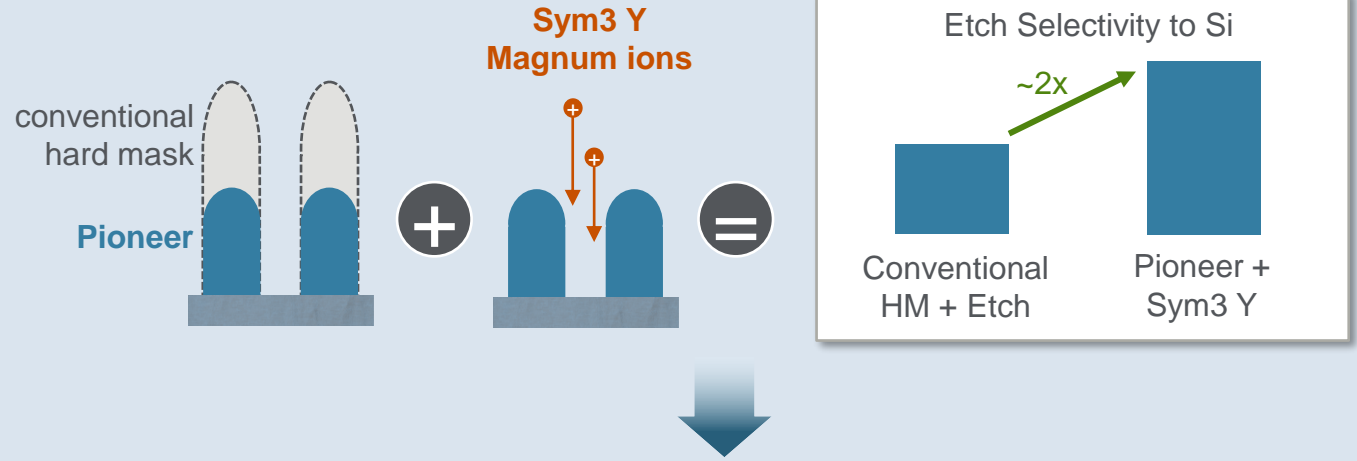 conventional
hard mask
Pioneer
+
Sym3 Y
Magnum ions
+
+
=
Etch Selectivity to Si
~2x
Conventional
HM + Etch
Pioneer +
Sym3 Y